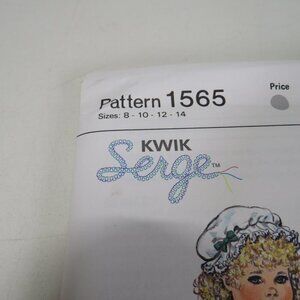 Pattern 1565
Price
Sizes: 8 - 10 - 12 - 14
KWIK
Serge™